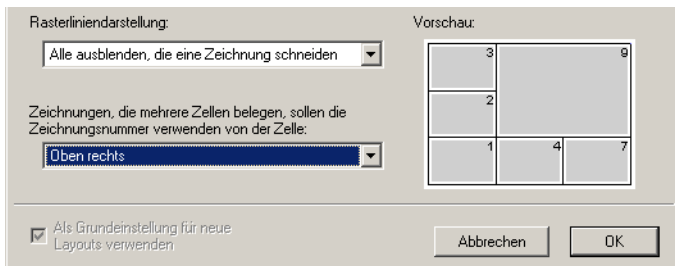 Rasterliniendarstellung:
Alle ausblenden, die eine Zeichnung schneiden
Zeichnungen, die mehrere Zellen belegen, sollen die
Zeichnungsnummer verwenden von der Zelle:
Oben rechts
Vorschau:
3 9
2
1 4 7
Als Grundeinstellung für neue
Layouts verwenden
Abbrechen
OK